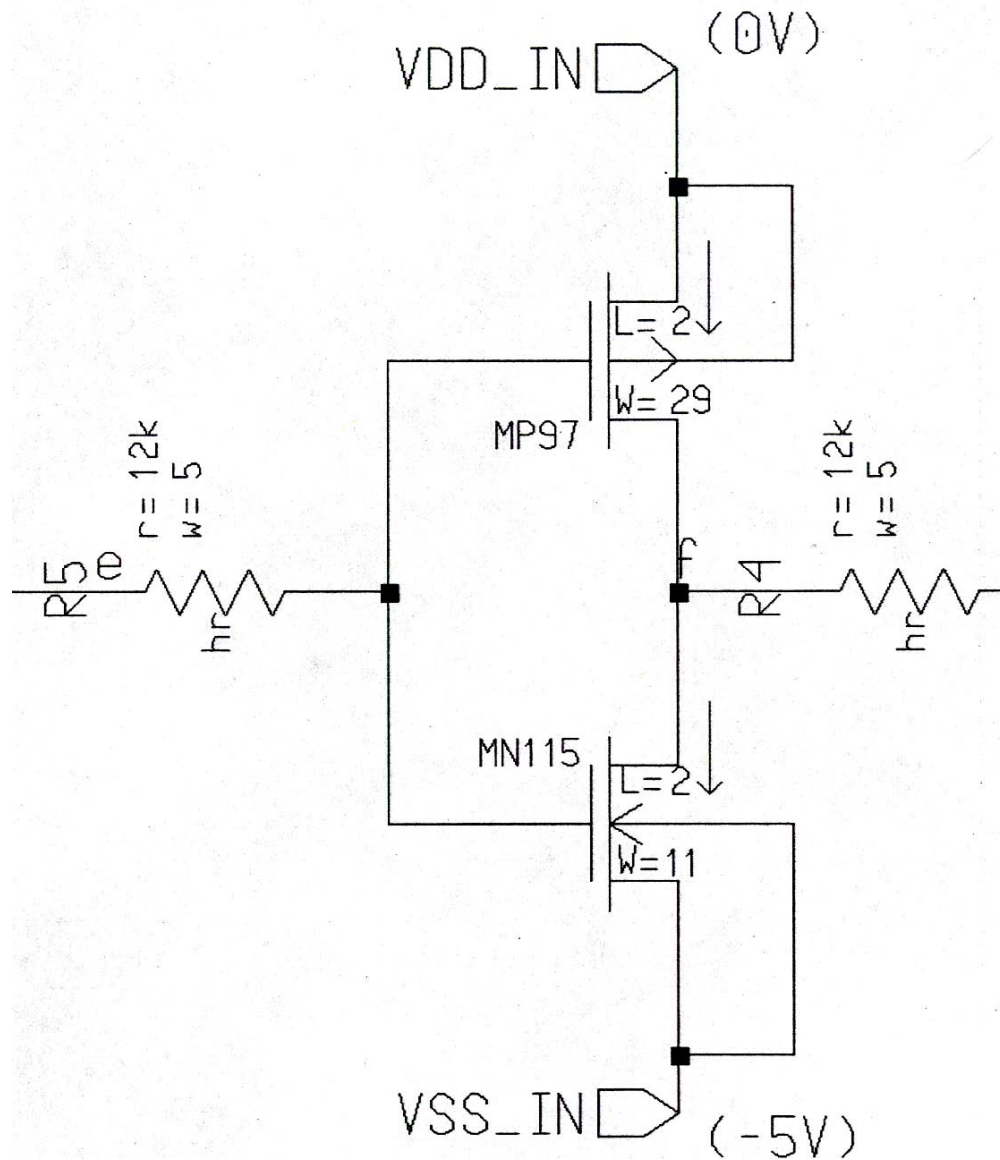 (0V)
VDD_IN
L= 2
W= 29
MP97
r= 12k
w= 5
R5
e
hr
f
r= 12k
w= 5
R4
hr
MN115
L= 2
W= 11
VSS_IN
(-5V)